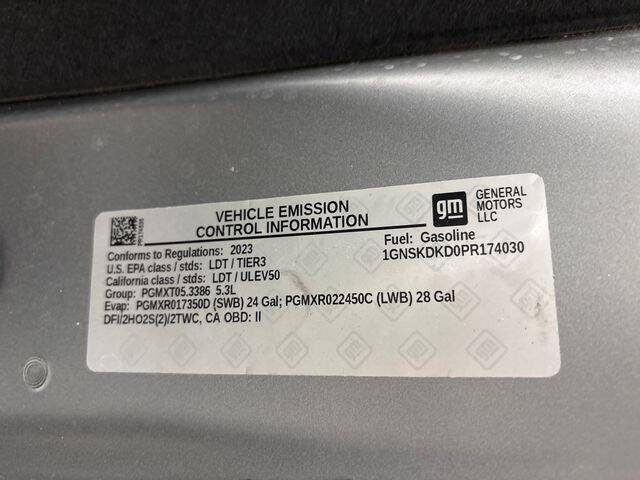 VEHICLE EMISSION
CONTROL INFORMATION
gm
GENERAL
MOTORS
LLC
PR174030
Conforms to Regulations: 2023
Fuel: Gasoline
U.S. EPA class / stds: LDT / TIER3
1GNSKDKD0PR174030
California class / stds: LDT / ULEV50
Group: PGMXT05.3386 5.3L
Evap: PGMXR017350D (SWB) 24 Gal; PGMXR022450C (LWB) 28 Gal
DFI/2HO2S(2)/2TWC, CA OBD: II